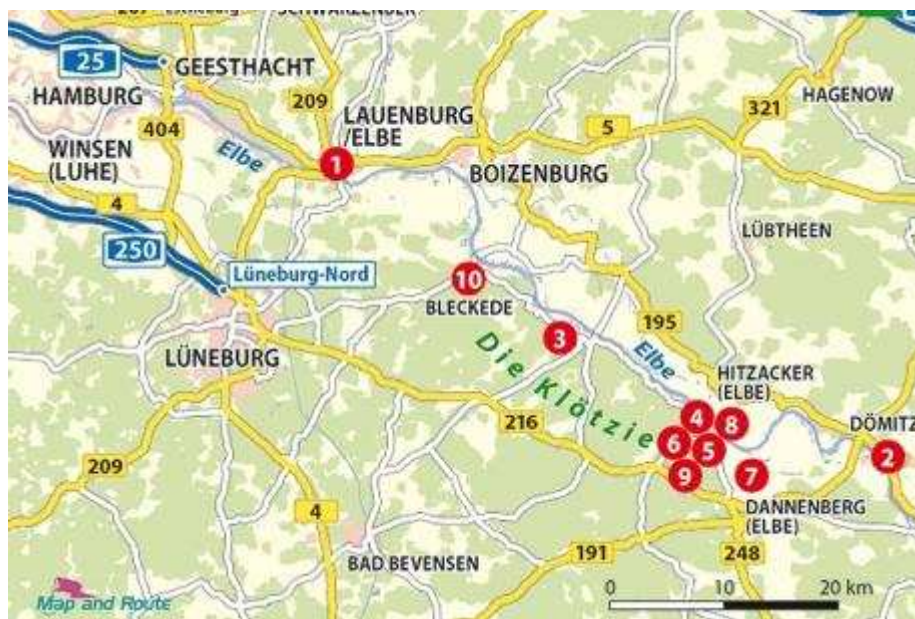 25
GEESTHACHT
HAMBURG
209
LAUENBURG
/ELBE
404
Elbe
1
WINSEN
(LUHE)
4
5
BOIZENBURG
321
HAGENOW
LÜBTHEEN
250
Lüneburg-Nord
10
BLECKEDE
3
LÜNEBURG
Die Klötzie
Elbe
195
HITZACKER
(ELBE)
DÖMITZ
216
4
8
6
5
2
9
7
209
DANNENBERG
(ELBE)
4
BAD BEVENSEN
191
248
0
10
20 km
Map and Route